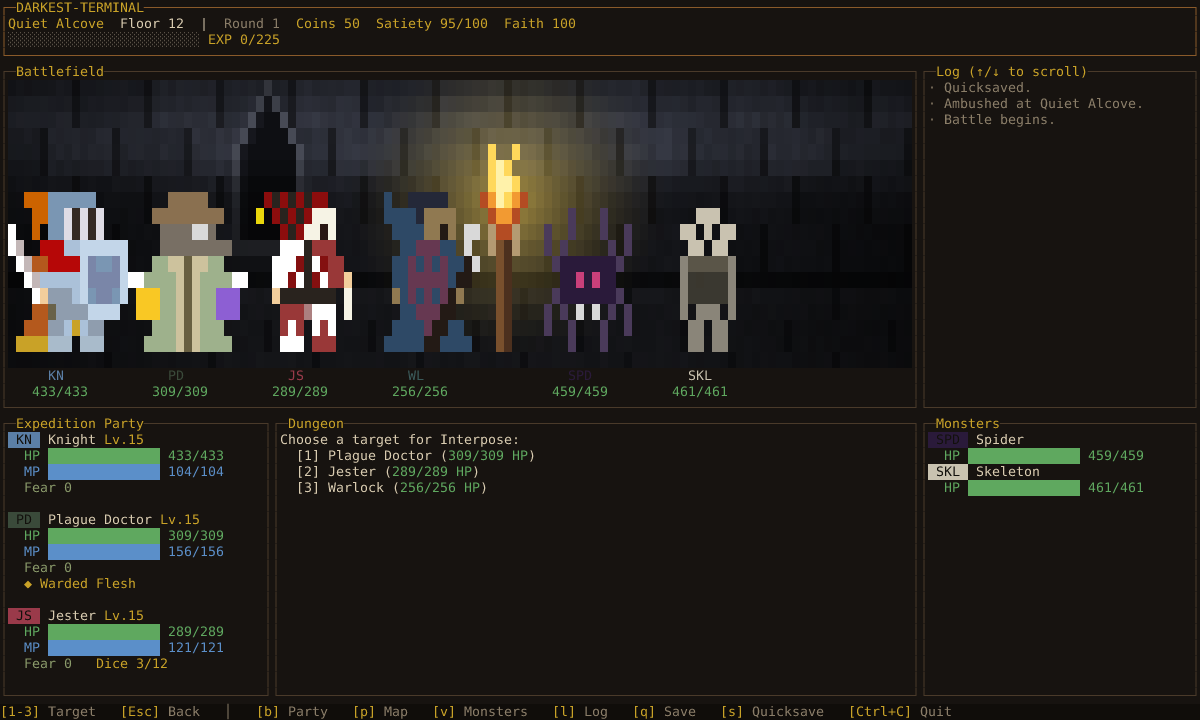 DARKEST-TERMINAL
Quiet Alcove  Floor 12  |  Round 1  Coins 50  Satiety 95/100  Faith 100
EXP 0/225
Battlefield
KN PD JS WL SPD SKL
433/433 309/309 289/289 256/256 459/459 461/461
Log (↑/↓ to scroll)
· Quicksaved.
· Ambushed at Quiet Alcove.
· Battle begins.
Expedition Party
KN Knight Lv.15
HP 433/433
MP 104/104
Fear 0
PD Plague Doctor Lv.15
HP 309/309
MP 156/156
Fear 0
◆ Warded Flesh
JS Jester Lv.15
HP 289/289
MP 121/121
Fear 0 Dice 3/12
Dungeon
Choose a target for Interpose:
[1] Plague Doctor (309/309 HP)
[2] Jester (289/289 HP)
[3] Warlock (256/256 HP)
Monsters
SPD Spider
HP 459/459
SKL Skeleton
HP 461/461
[1-3] Target [Esc] Back │ [b] Party [p] Map [v] Monsters [l] Log [q] Save [s] Quicksave [Ctrl+C] Quit